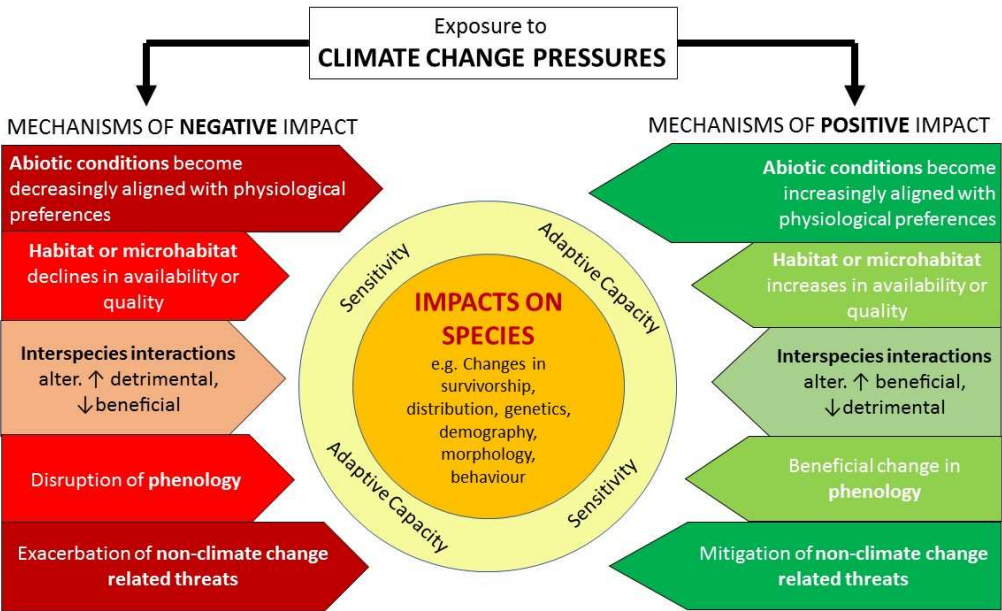 Exposure to
CLIMATE CHANGE PRESSURES
MECHANISMS OF NEGATIVE IMPACT
Abiotic conditions become
decreasingly aligned with physiological
preferences
Habitat or microhabitat
declines in availability or
quality
Interspecies interactions
alter. ↑ detrimental,
↓beneficial
Disruption of phenology
Exacerbation of non-climate change
related threats
Sensitivity
Adaptive Capacity
IMPACTS ON
SPECIES
e.g. Changes in
survivorship,
distribution, genetics,
demography,
morphology,
behaviour
Adaptive Capacity
Sensitivity
MECHANISMS OF POSITIVE IMPACT
Abiotic conditions become
increasingly aligned with
physiological preferences
Habitat or microhabitat
increases in availability or
quality
Interspecies interactions
alter. ↑ beneficial,
↓detrimental
Beneficial change in
phenology
Mitigation of non-climate change
related threats